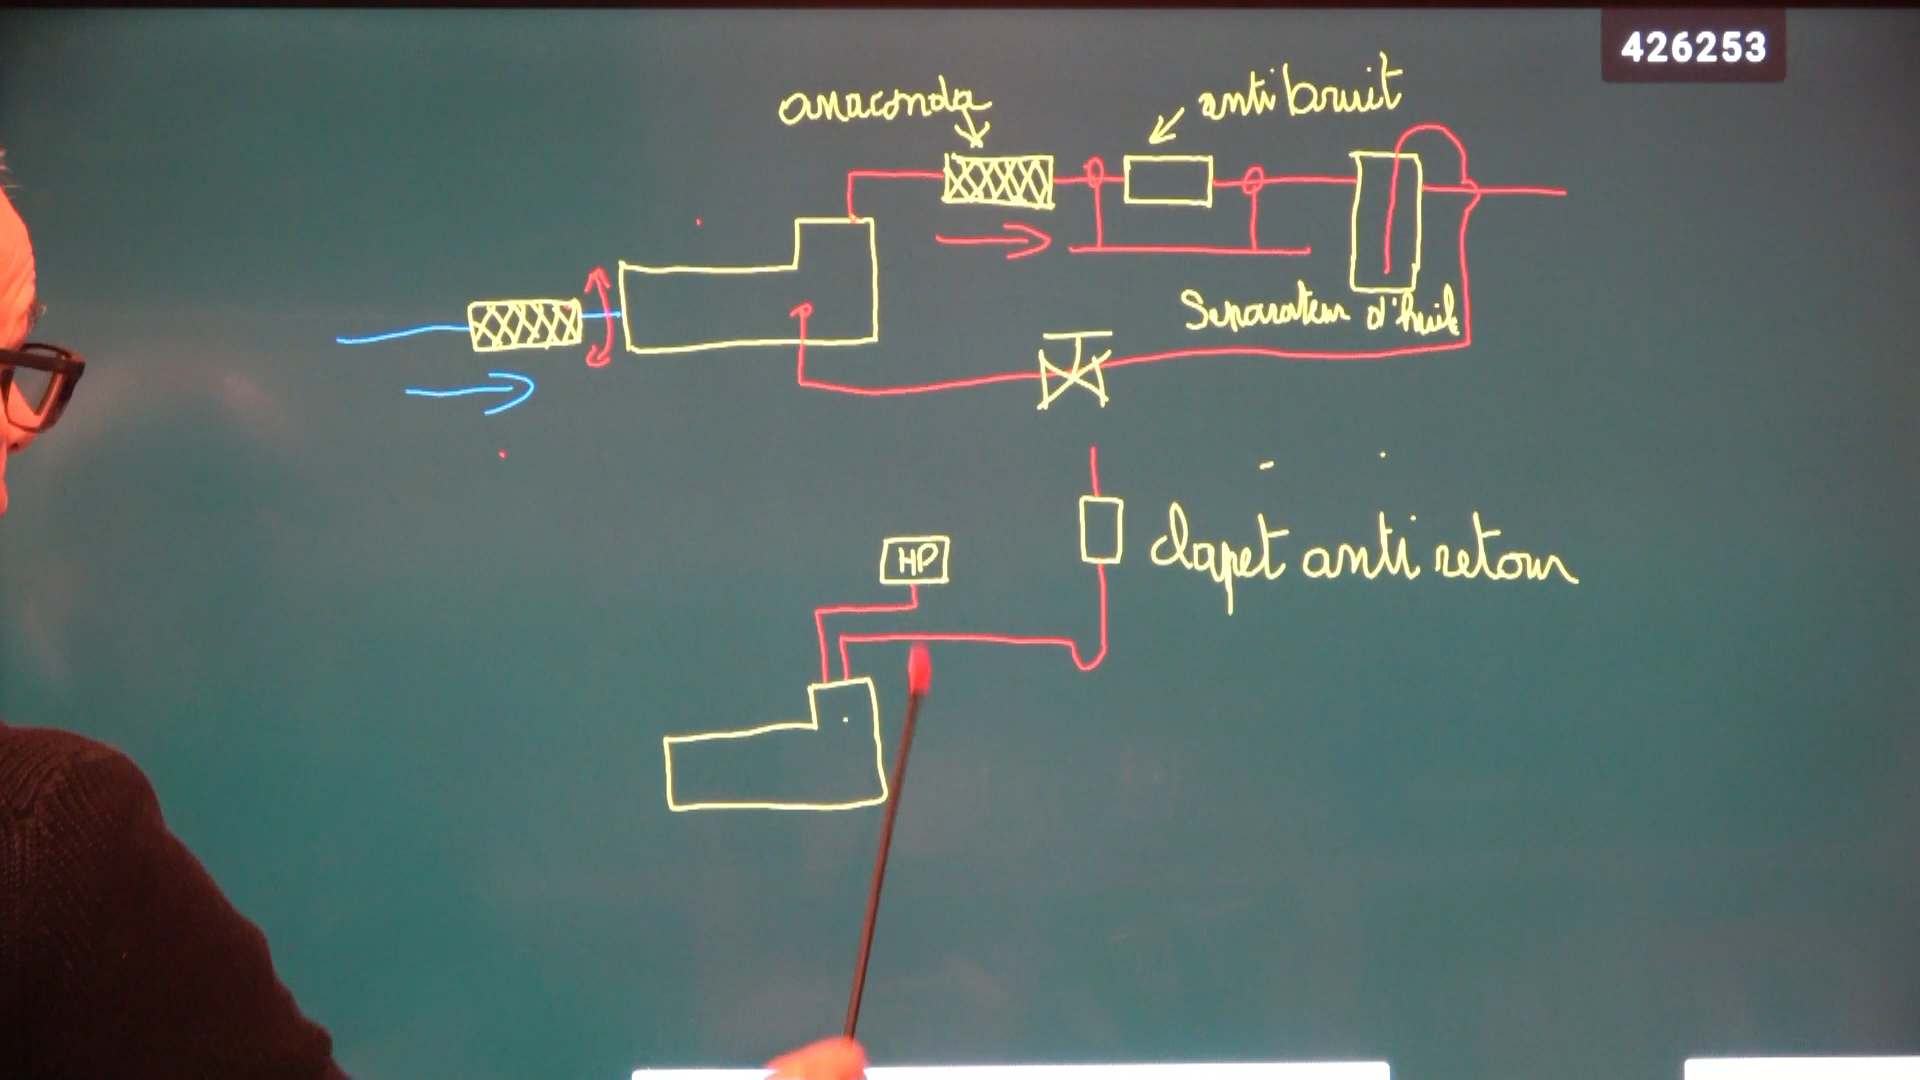 426253
anaconda
anti bruit
Separateur d'huile
HP
clapet anti retour